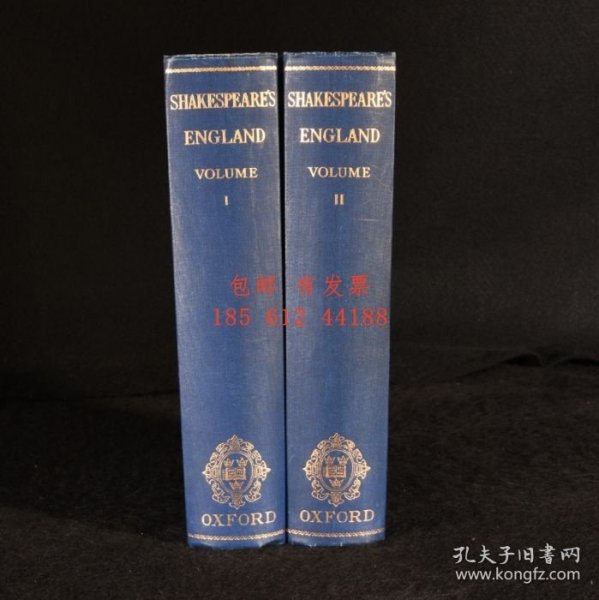 SHAKESPEARE'S
ENGLAND
VOLUME
I
OXFORD
SHAKESPEARE'S
ENGLAND
VOLUME
II
OXFORD
包邮 有发票
185 6112 44188
孔夫子旧书网
www.kongfz.com